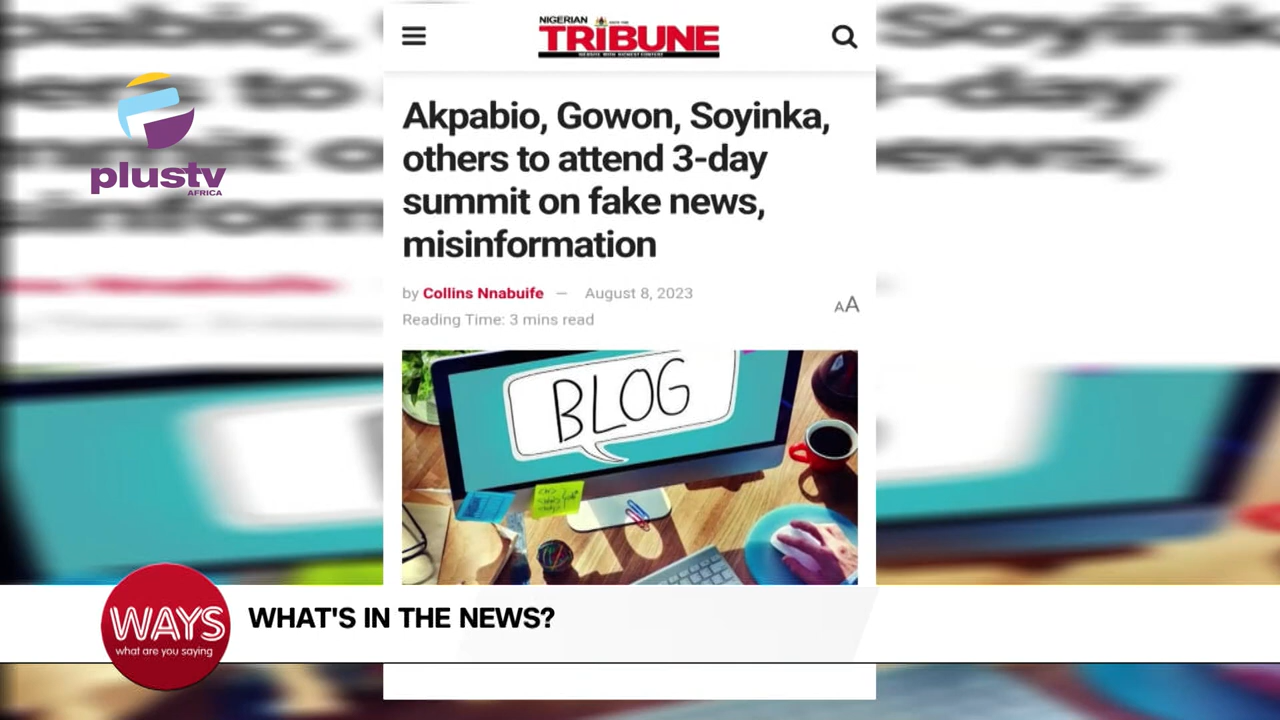 NIGERIAN
TRIBUNE
Akpabio, Gowon, Soyinka,
others to attend 3-day
summit on fake news,
misinformation
by Collins Nnabuife — August 8, 2023
AA
Reading Time: 3 mins read
BLOG
plustv
AFRICA
WAYS
what are you saying
WHAT'S IN THE NEWS?